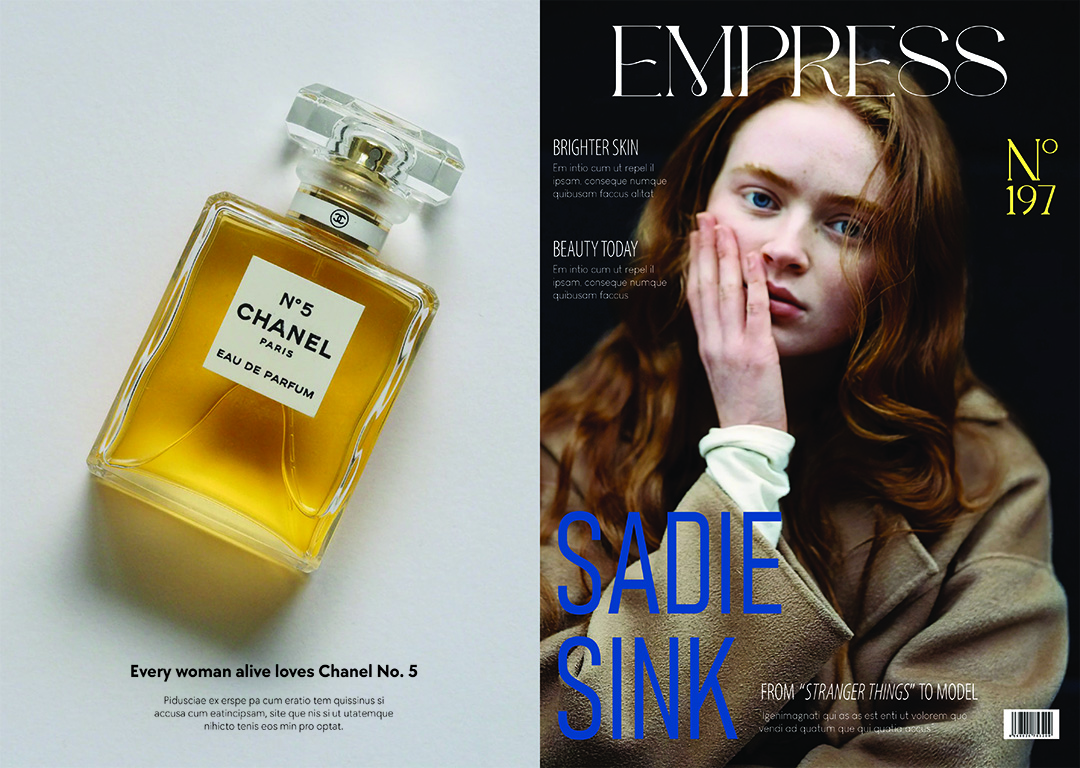 N°5
CHANEL
PARIS
EAU DE PARFUM
Every woman alive loves Chanel No. 5
Pidusciae ex erspe pa cum eratio tem quissinus si
accusa cum eatincipsam, site que nis si ut utatemque
nihicto tenis eos min pro optat.
EMPRESS
BRIGHTER SKIN
Em intio cum ut repel il
ipsam, conseque numque
quibusam faccus alitat
BEAUTY TODAY
Em intio cum ut repel il
ipsam, conseque numque
quibusam faccus
N°
197
SADIE
SINK
FROM “STRANGER THINGS” TO MODEL
Igenimagnati qui as as est enti ut volorem quo
vendi ad quatum que qui quatia accus